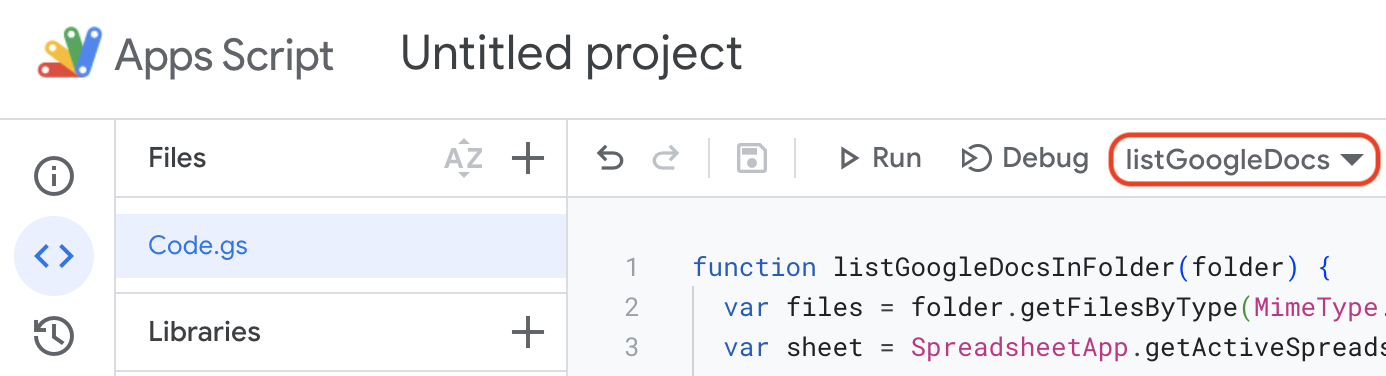 Apps Script Untitled project
Files AZ Run Debug listGoogleDocs
Code.gs
1 function listGoogleDocsInFolder(folder) {
Libraries
2 var files = folder.getFilesByType(MimeType.
3 var sheet = SpreadsheetApp.getActiveSpreads